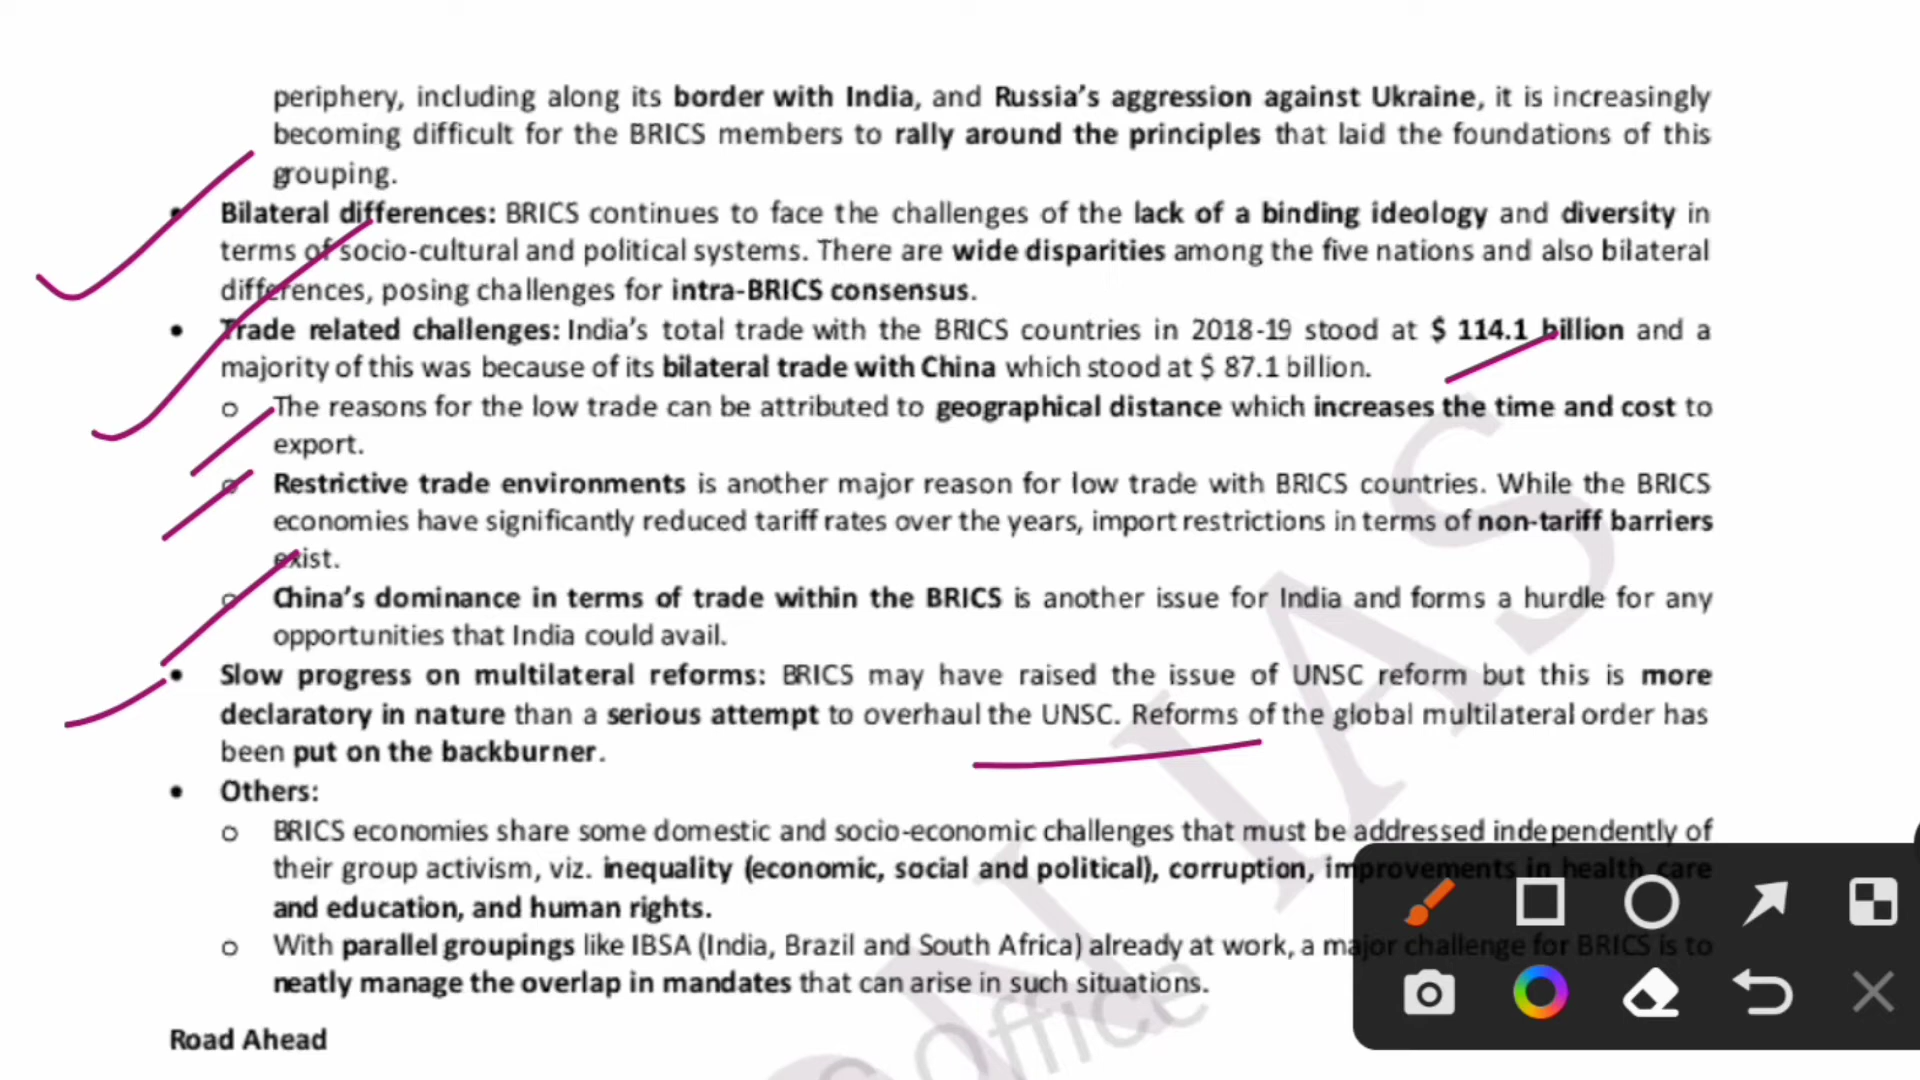 periphery, including along its border with India, and Russia's aggression against Ukraine, it is increasingly
becoming difficult for the BRICS members to rally around the principles that laid the foundations of this
grouping.
• Bilateral differences: BRICS continues to face the challenges of the lack of a binding ideology and diversity in
terms of socio-cultural and political systems. There are wide disparities among the five nations and also bilateral
differences, posing challenges for intra-BRICS consensus.
• Trade related challenges: India's total trade with the BRICS countries in 2018-19 stood at $ 114.1 billion and a
majority of this was because of its bilateral trade with China which stood at $ 87.1 billion.
o The reasons for the low trade can be attributed to geographical distance which increases the time and cost to
export.
o Restrictive trade environments is another major reason for low trade with BRICS countries. While the BRICS
economies have significantly reduced tariff rates over the years, import restrictions in terms of non-tariff barriers
exist.
o China's dominance in terms of trade within the BRICS is another issue for India and forms a hurdle for any
opportunities that India could avail.
• Slow progress on multilateral reforms: BRICS may have raised the issue of UNSC reform but this is more
declaratory in nature than a serious attempt to overhaul the UNSC. Reforms of the global multilateral order has
been put on the backburner.
• Others:
o BRICS economies share some domestic and socio-economic challenges that must be addressed independently of
their group activism, viz. inequality (economic, social and political), corruption, improvements in health care
and education, and human rights.
o With parallel groupings like IBSA (India, Brazil and South Africa) already at work, a major challenge for BRICS is to
neatly manage the overlap in mandates that can arise in such situations.
Road Ahead
IAS
office